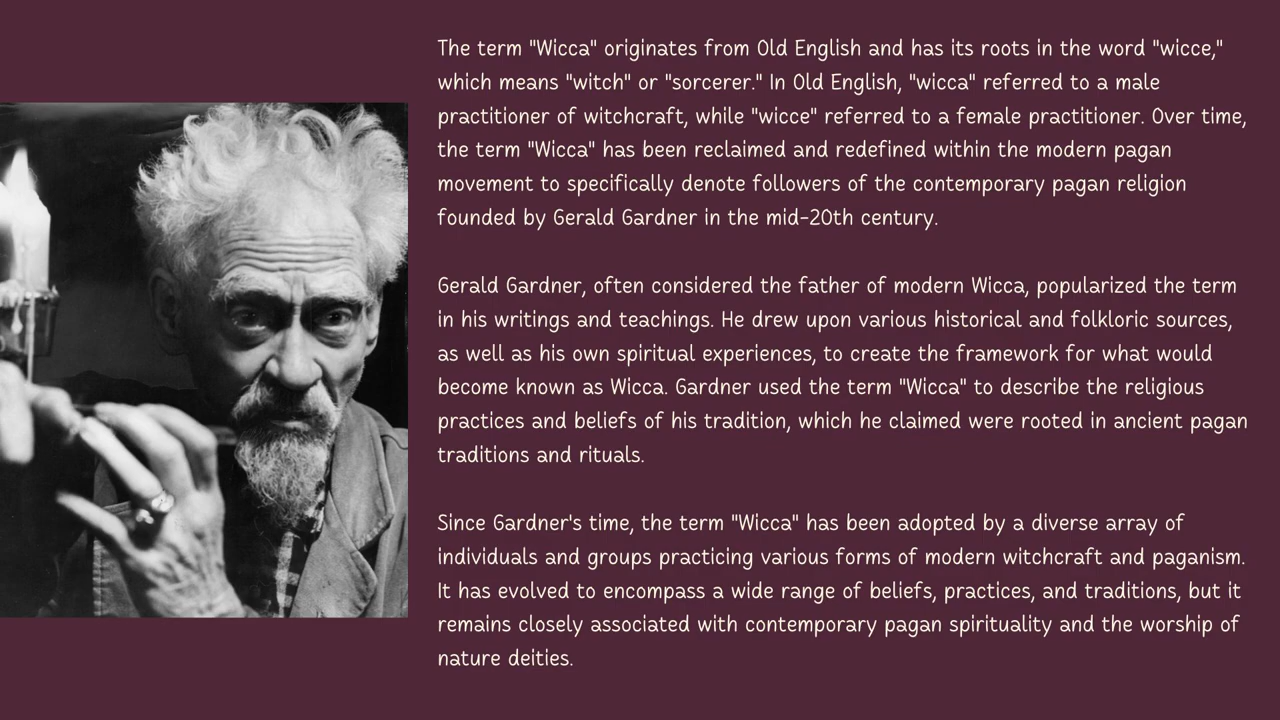 The term "Wicca" originates from Old English and has its roots in the word "wicce,"
which means "witch" or "sorcerer." In Old English, "wicca" referred to a male
practitioner of witchcraft, while "wicce" referred to a female practitioner. Over time,
the term "Wicca" has been reclaimed and redefined within the modern pagan
movement to specifically denote followers of the contemporary pagan religion
founded by Gerald Gardner in the mid-20th century.
Gerald Gardner, often considered the father of modern Wicca, popularized the term
in his writings and teachings. He drew upon various historical and folkloric sources,
as well as his own spiritual experiences, to create the framework for what would
become known as Wicca. Gardner used the term "Wicca" to describe the religious
practices and beliefs of his tradition, which he claimed were rooted in ancient pagan
traditions and rituals.
Since Gardner's time, the term "Wicca" has been adopted by a diverse array of
individuals and groups practicing various forms of modern witchcraft and paganism.
It has evolved to encompass a wide range of beliefs, practices, and traditions, but it
remains closely associated with contemporary pagan spirituality and the worship of
nature deities.